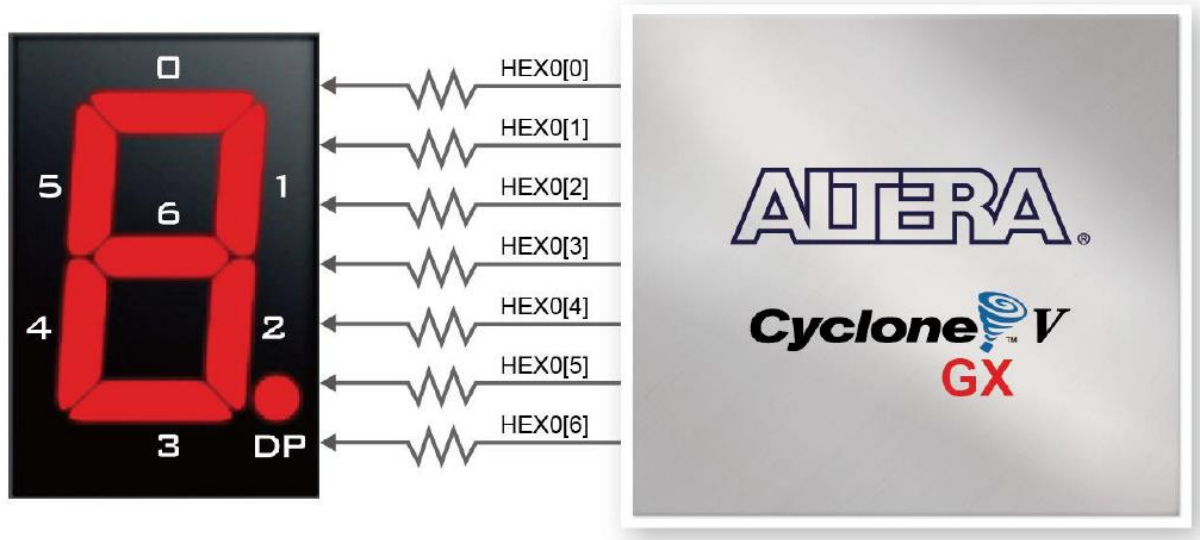 0
5
1
6
4
2
3
DP
HEX0[0]
HEX0[1]
HEX0[2]
HEX0[3]
HEX0[4]
HEX0[5]
HEX0[6]
ALTERA®
Cyclone™ V
GX